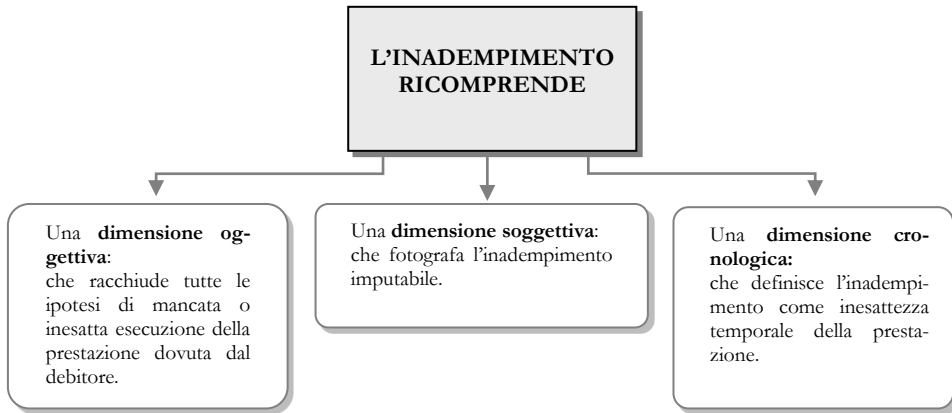 L'INADEMPIMENTO
RICOMPRENDE
Una dimensione og-
gettiva:
che racchiude tutte le
ipotesi di mancata o
inesatta esecuzione della
prestazione dovuta dal
debitore.
Una dimensione soggettiva:
che fotografa l'inadempimento
imputabile.
Una dimensione cro-
nologica:
che definisce l'inadempi-
mento come inesattezza
temporale della presta-
zione.